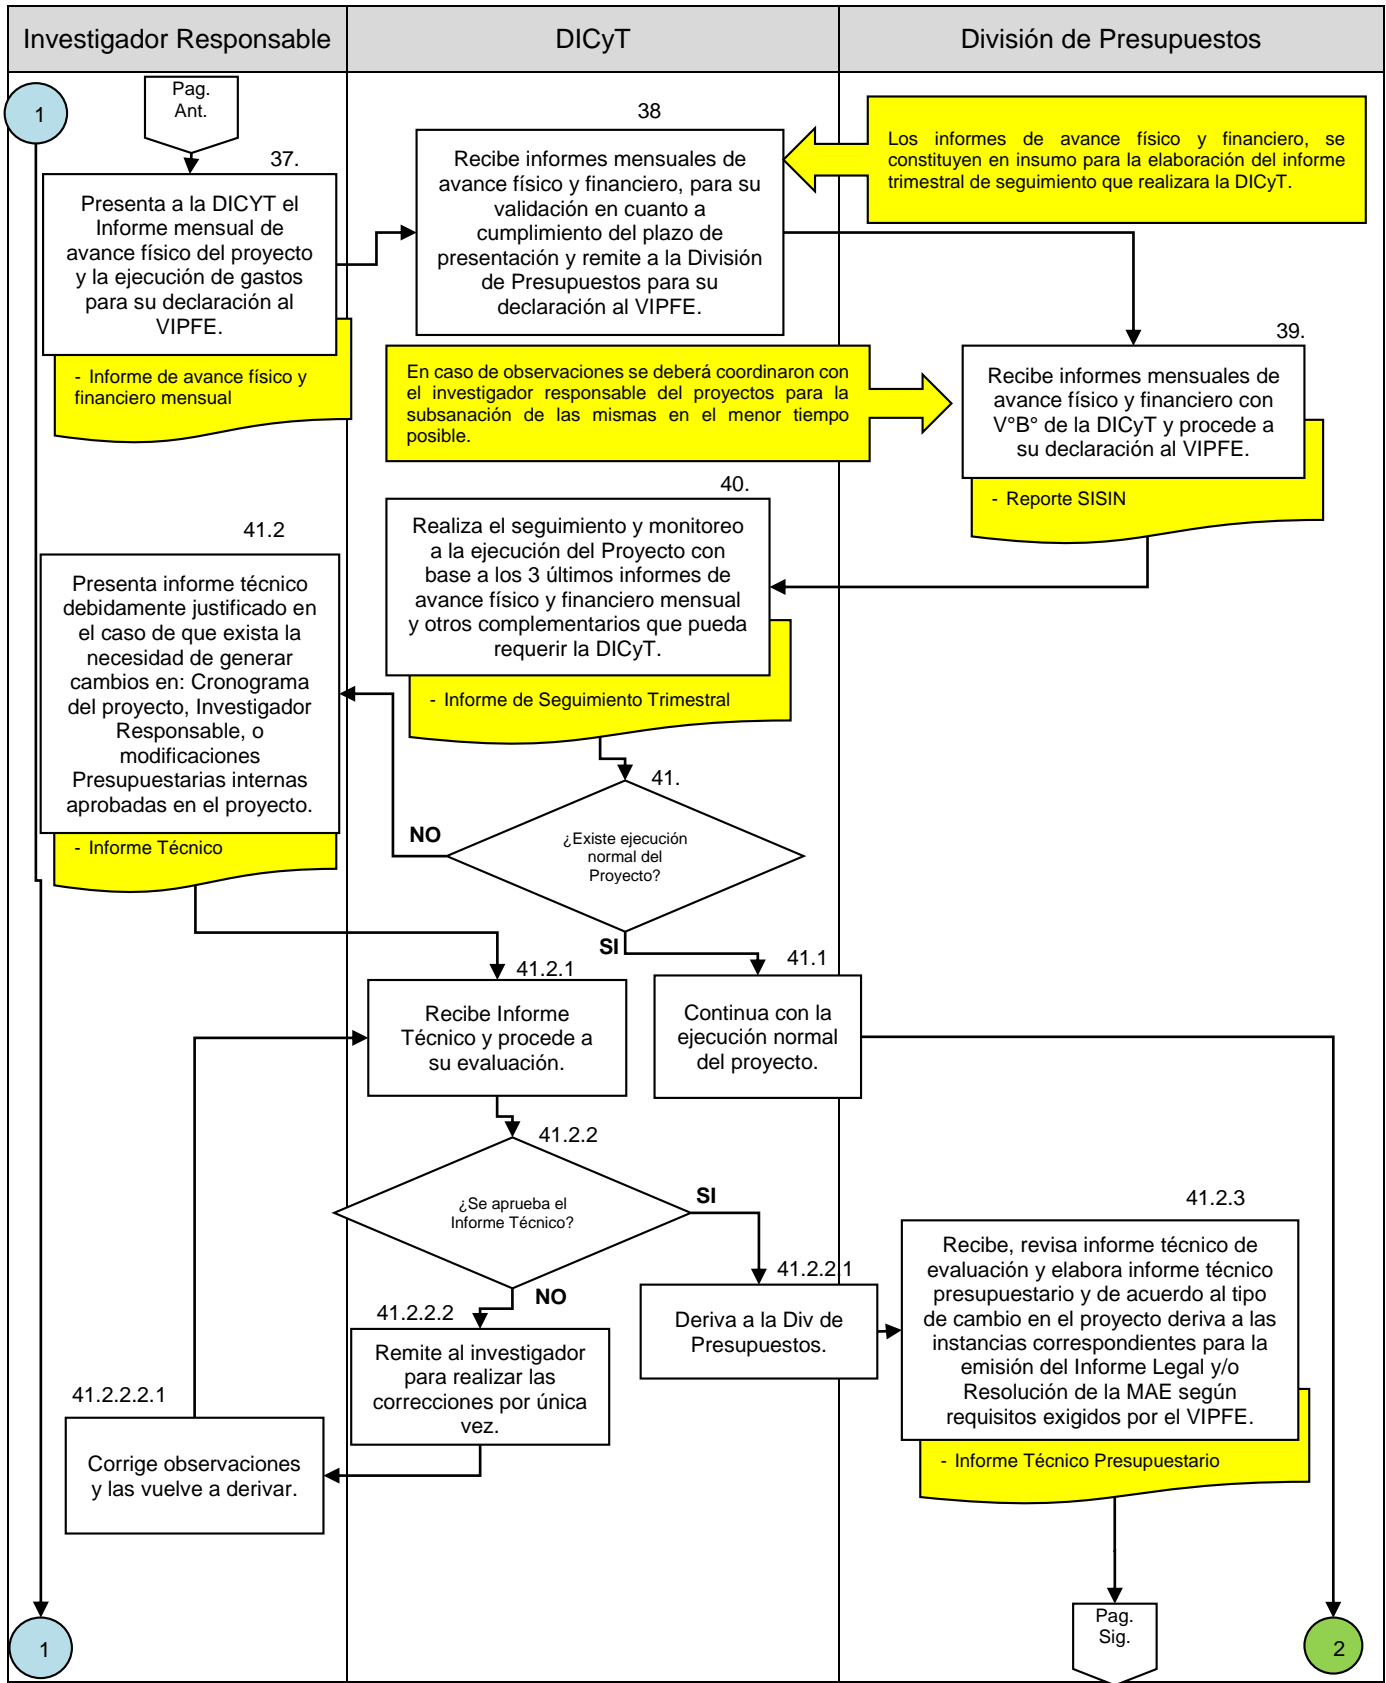 Investigador Responsable
DICyT
División de Presupuestos
1
Pag.
Ant.
37.
Presenta a la DICYT el
Informe mensual de
avance físico del proyecto
y la ejecución de gastos
para su declaración al
VIPFE.
- Informe de avance físico y
financiero mensual
38
Recibe informes mensuales de
avance físico y financiero, para su
validación en cuanto a
cumplimiento del plazo de
presentación y remite a la División
de Presupuestos para su
declaración al VIPFE.
Los informes de avance físico y financiero, se
constituyen en insumo para la elaboración del informe
trimestral de seguimiento que realizara la DICyT.
En caso de observaciones se deberá coordinaron con
el investigador responsable del proyectos para la
subsanación de las mismas en el menor tiempo
posible.
39.
Recibe informes mensuales de
avance físico y financiero con
V°B° de la DICyT y procede a
su declaración al VIPFE.
- Reporte SISIN
40.
Realiza el seguimiento y monitoreo
a la ejecución del Proyecto con
base a los 3 últimos informes de
avance físico y financiero mensual
y otros complementarios que pueda
requerir la DICyT.
- Informe de Seguimiento Trimestral
41.2
Presenta informe técnico
debidamente justificado en
el caso de que exista la
necesidad de generar
cambios en: Cronograma
del proyecto, Investigador
Responsable, o
modificaciones
Presupuestarias internas
aprobadas en el proyecto.
- Informe Técnico
41.
¿Existe ejecución
normal del
Proyecto?
NO
SI
41.1
Continua con la
ejecución normal
del proyecto.
41.2.1
Recibe Informe
Técnico y procede a
su evaluación.
41.2.2
¿Se aprueba el
Informe Técnico?
SI
NO
41.2.2.1
Deriva a la Div de
Presupuestos.
41.2.2.2
Remite al investigador
para realizar las
correcciones por única
vez.
41.2.2.2.1
Corrige observaciones
y las vuelve a derivar.
41.2.3
Recibe, revisa informe técnico de
evaluación y elabora informe técnico
presupuestario y de acuerdo al tipo
de cambio en el proyecto deriva a las
instancias correspondientes para la
emisión del Informe Legal y/o
Resolución de la MAE según
requisitos exigidos por el VIPFE.
- Informe Técnico Presupuestario
1
Pag.
Sig.
2